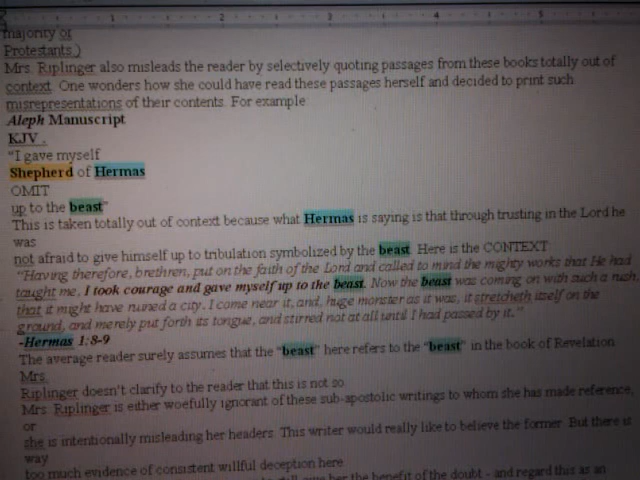 majority of
Protestants.)
Mrs. Riplinger also misleads the reader by selectively quoting passages from these books totally out of
context. One wonders how she could have read these passages herself and decided to print such
misrepresentations of their contents. For example:
Aleph Manuscript
KJV .
"I gave myself
Shepherd of Hermas
OMIT
up to the beast"
This is taken totally out of context because what Hermas is saying is that through trusting in the Lord he
was
not afraid to give himself up to tribulation symbolized by the beast. Here is the CONTEXT:
"Having therefore, brethren, put on the faith of the Lord and called to mind the mighty works that He had
taught me, I took courage and gave myself up to the beast. Now the beast was coming on with such a rush,
that it might have ruined a city. I come near it, and, huge monster as it was, it stretcheth itself on the
ground, and merely put forth its tongue, and stirred not at all until I had passed by it."
-Hermas 1:8-9
The average reader surely assumes that the "beast" here refers to the "beast" in the book of Revelation.
Mrs.
Riplinger doesn't clarify to the reader that this is not so.
Mrs. Riplinger is either woefully ignorant of these sub-apostolic writings to whom she has made reference,
or
she is intentionally misleading her headers. This writer would really like to believe the former. But there is
way
too much evidence of consistent willful deception here.
her the benefit of the doubt - and regard this as an